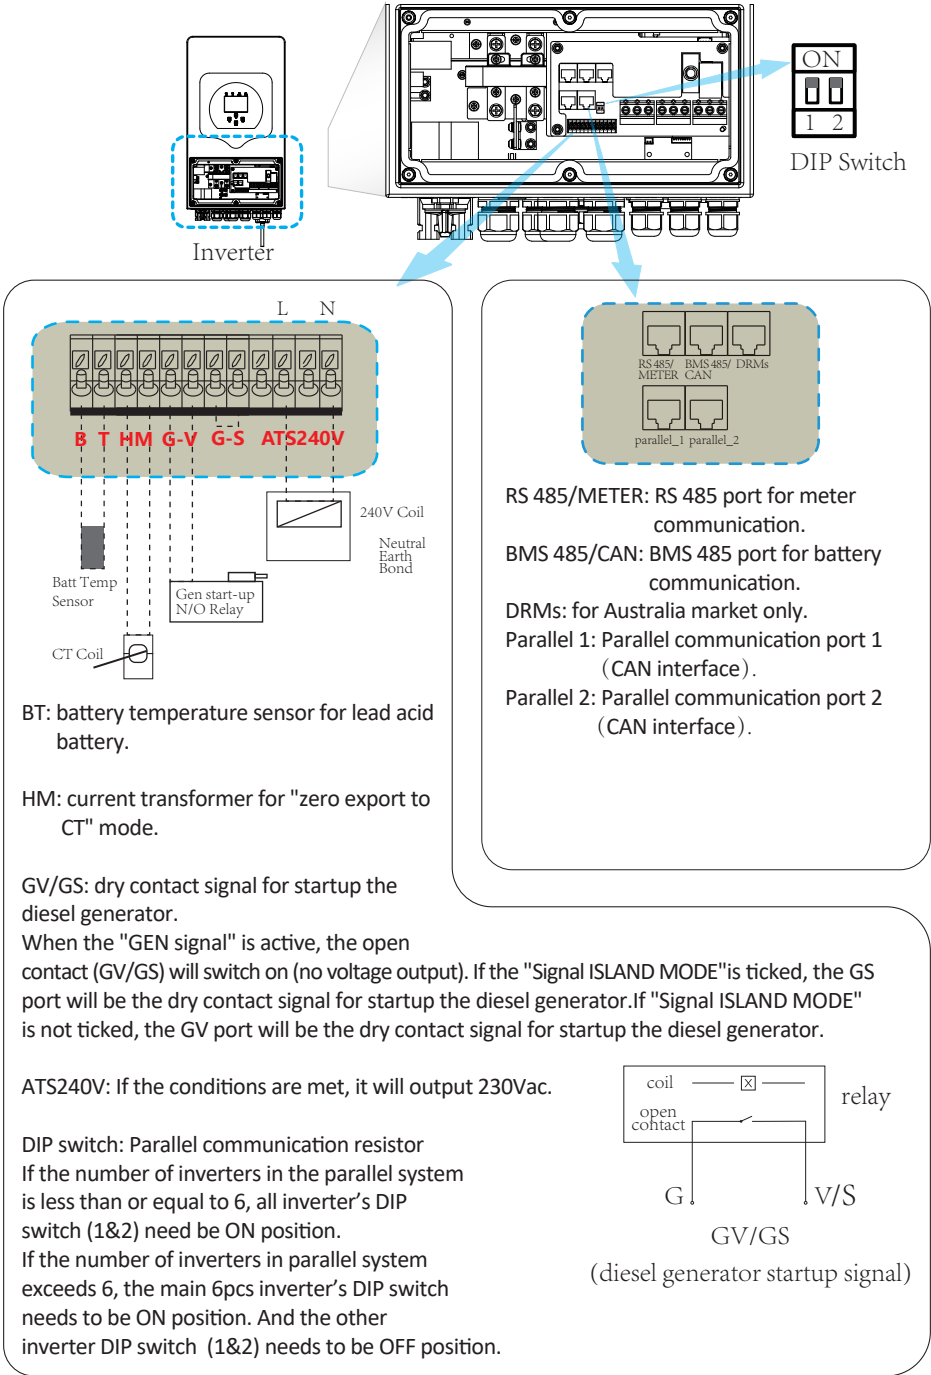 ON
1 2
DIP Switch
Inverter
L N
B T HM G-V G-S ATS240V
240V Coil
Neutral
Earth
Bond
Batt Temp
Sensor
Gen start-up
N/O Relay
CT Coil
RS485/
METER
BMS485/
CAN
DRMs
parallel_1 parallel_2
RS 485/METER: RS 485 port for meter
communication.
BMS 485/CAN: BMS 485 port for battery
communication.
DRMs: for Australia market only.
Parallel 1: Parallel communication port 1
（CAN interface）.
Parallel 2: Parallel communication port 2
（CAN interface）.
BT: battery temperature sensor for lead acid
battery.
HM: current transformer for "zero export to
CT" mode.
GV/GS: dry contact signal for startup the
diesel generator.
When the "GEN signal" is active, the open
contact (GV/GS) will switch on (no voltage output). If the "Signal ISLAND MODE"is ticked, the GS
port will be the dry contact signal for startup the diesel generator.If "Signal ISLAND MODE"
is not ticked, the GV port will be the dry contact signal for startup the diesel generator.
ATS240V: If the conditions are met, it will output 230Vac.
DIP switch: Parallel communication resistor
If the number of inverters in the parallel system
is less than or equal to 6, all inverter’s DIP
switch (1&2) need be ON position.
If the number of inverters in parallel system
exceeds 6, the main 6pcs inverter’s DIP switch
needs to be ON position. And the other
inverter DIP switch (1&2) needs to be OFF position.
coil
open
contact
relay
G V/S
GV/GS
(diesel generator startup signal)